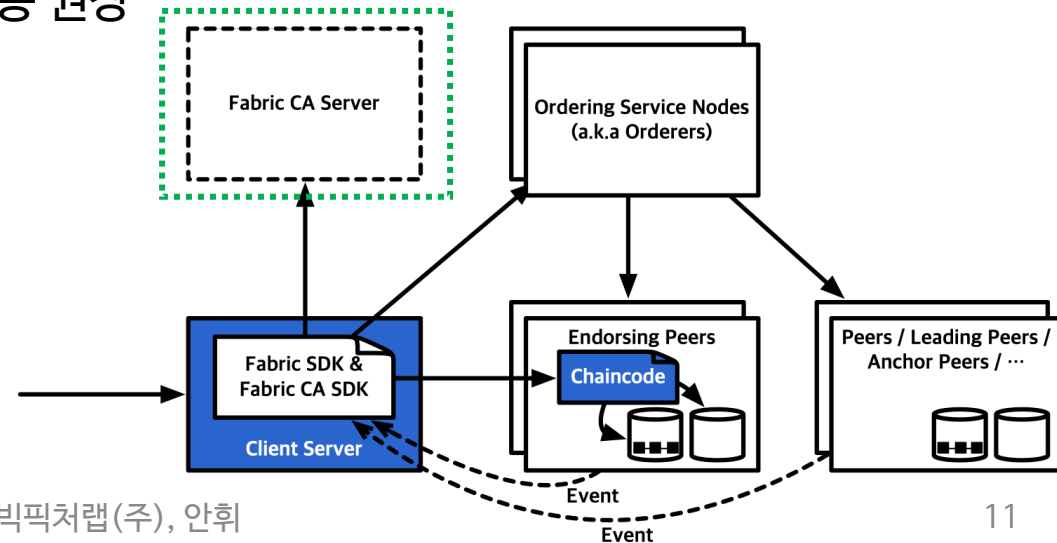 Fabric CA Server
Ordering Service Nodes
(a.k.a Orderers)
Fabric SDK &
Fabric CA SDK
Client Server
Endorsing Peers
Chaincode
Peers / Leading Peers /
Anchor Peers / ⋯
Event
Event
빅픽처랩(주), 안휘
11